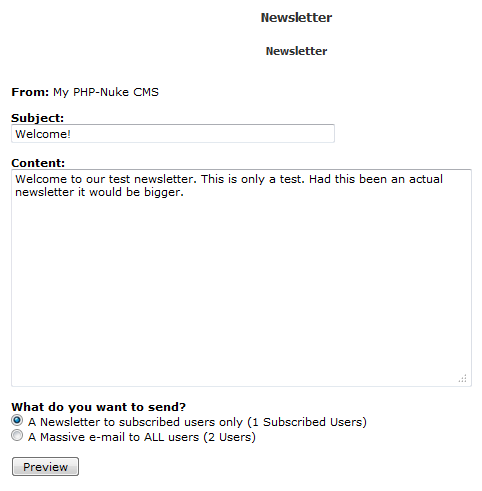 Newsletter
Newsletter
From: My PHP-Nuke CMS
Subject:
Welcome!
Content:
Welcome to our test newsletter. This is only a test. Had this been an actual
newsletter it would be bigger.
What do you want to send?
A Newsletter to subscribed users only (1 Subscribed Users)
A Massive e-mail to ALL users (2 Users)
Preview